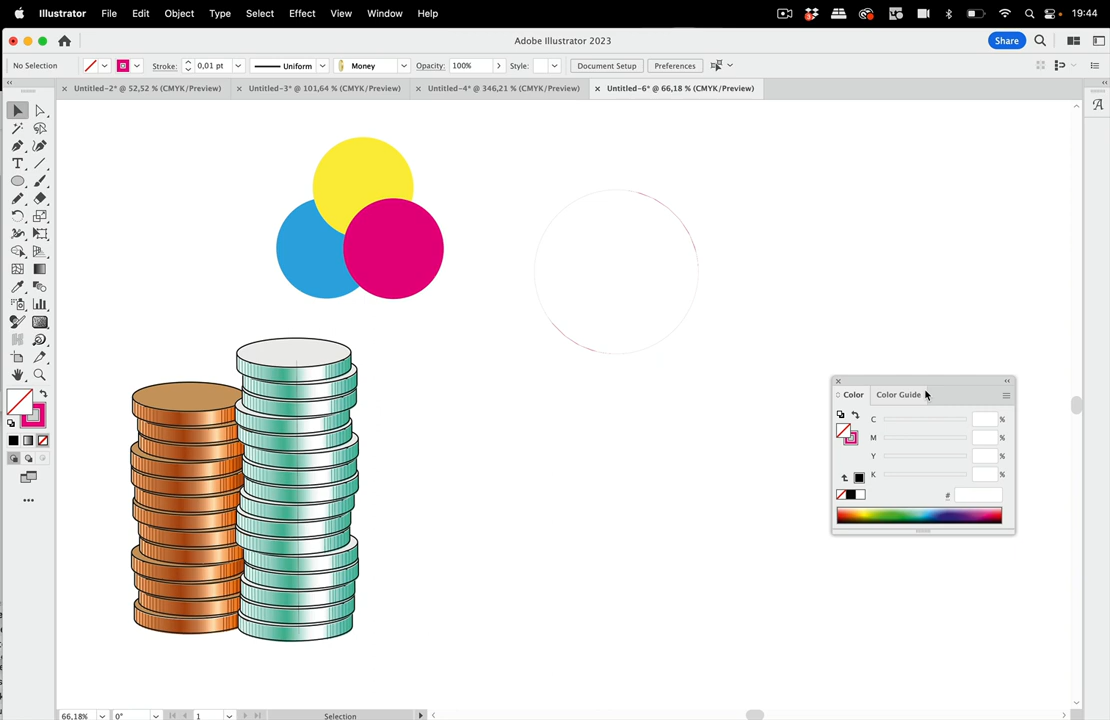 Illustrator File Edit Object Type Select Effect View Window Help
3
19:44
Adobe Illustrator 2023
Share
No Selection
Stroke: 0,01 pt
Uniform
Money
Opacity: 100%
Style:
Document Setup
Preferences
Untitled-2* @ 52,52 % (CMYK/Preview)
Untitled-3* @ 101,64 % (CMYK/Preview)
Untitled-4* @ 346,21 % (CMYK/Preview)
Untitled-6* @ 66,18 % (CMYK/Preview)
Color
Color Guide
C %
M %
Y %
K %
#
66,18%
0°
1
Selection